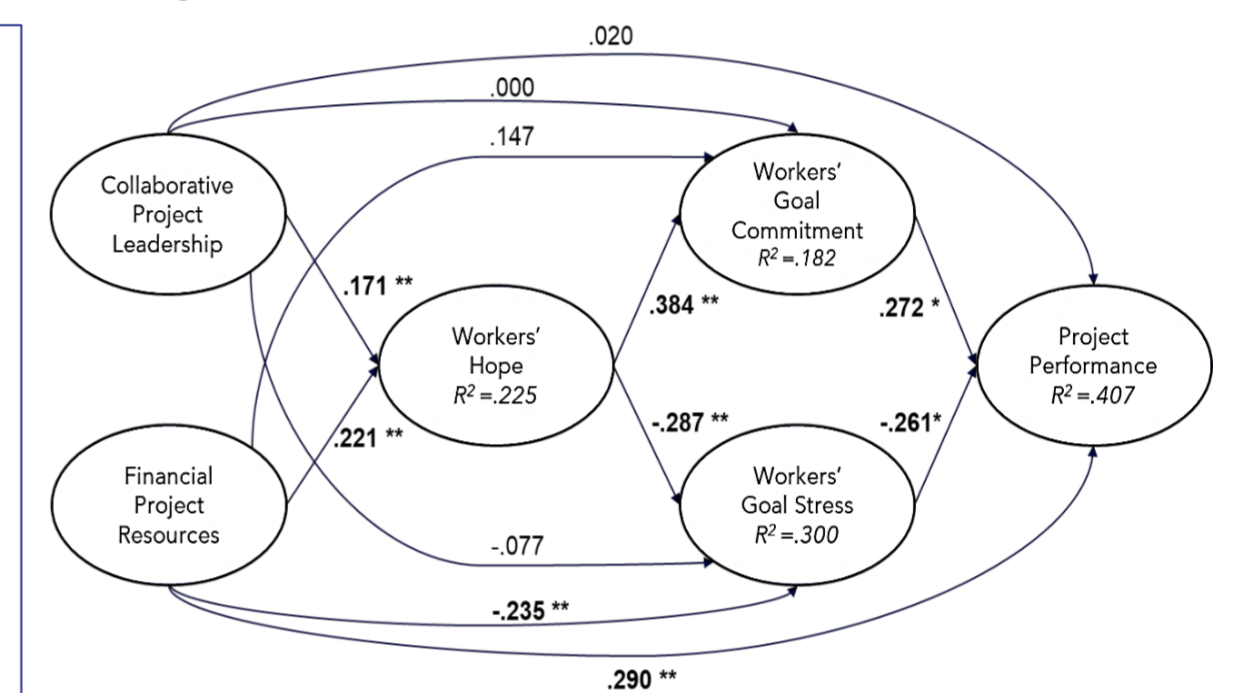 .020
.000
.147
Collaborative
Project
Leadership
Workers’
Goal
Commitment
R² =.182
.171 **
.384 **
.272 *
Workers’
Hope
R² =.225
Project
Performance
R² =.407
.221 **
-.287 **
-.261*
Financial
Project
Resources
Workers’
Goal Stress
R² =.300
-.077
-.235 **
.290 **